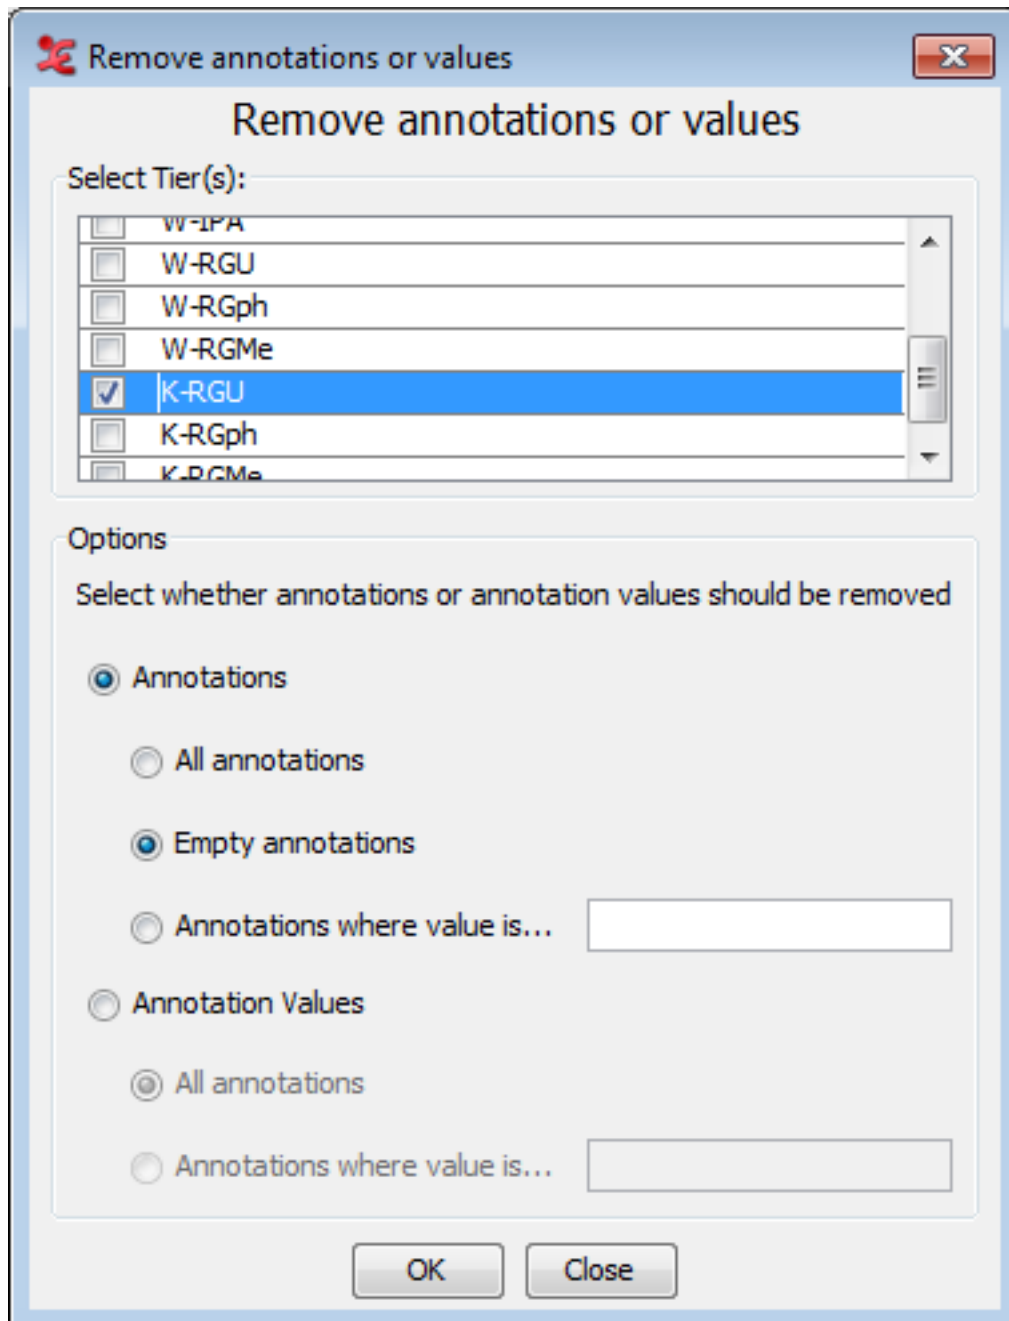 Remove annotations or values
Remove annotations or values
Select Tier(s):
W-IPA
W-RGU
W-RGph
W-RGMe
K-RGU
K-RGph
K-RGMe
Options
Select whether annotations or annotation values should be removed
Annotations
All annotations
Empty annotations
Annotations where value is...
Annotation Values
All annotations
Annotations where value is...
OK Close